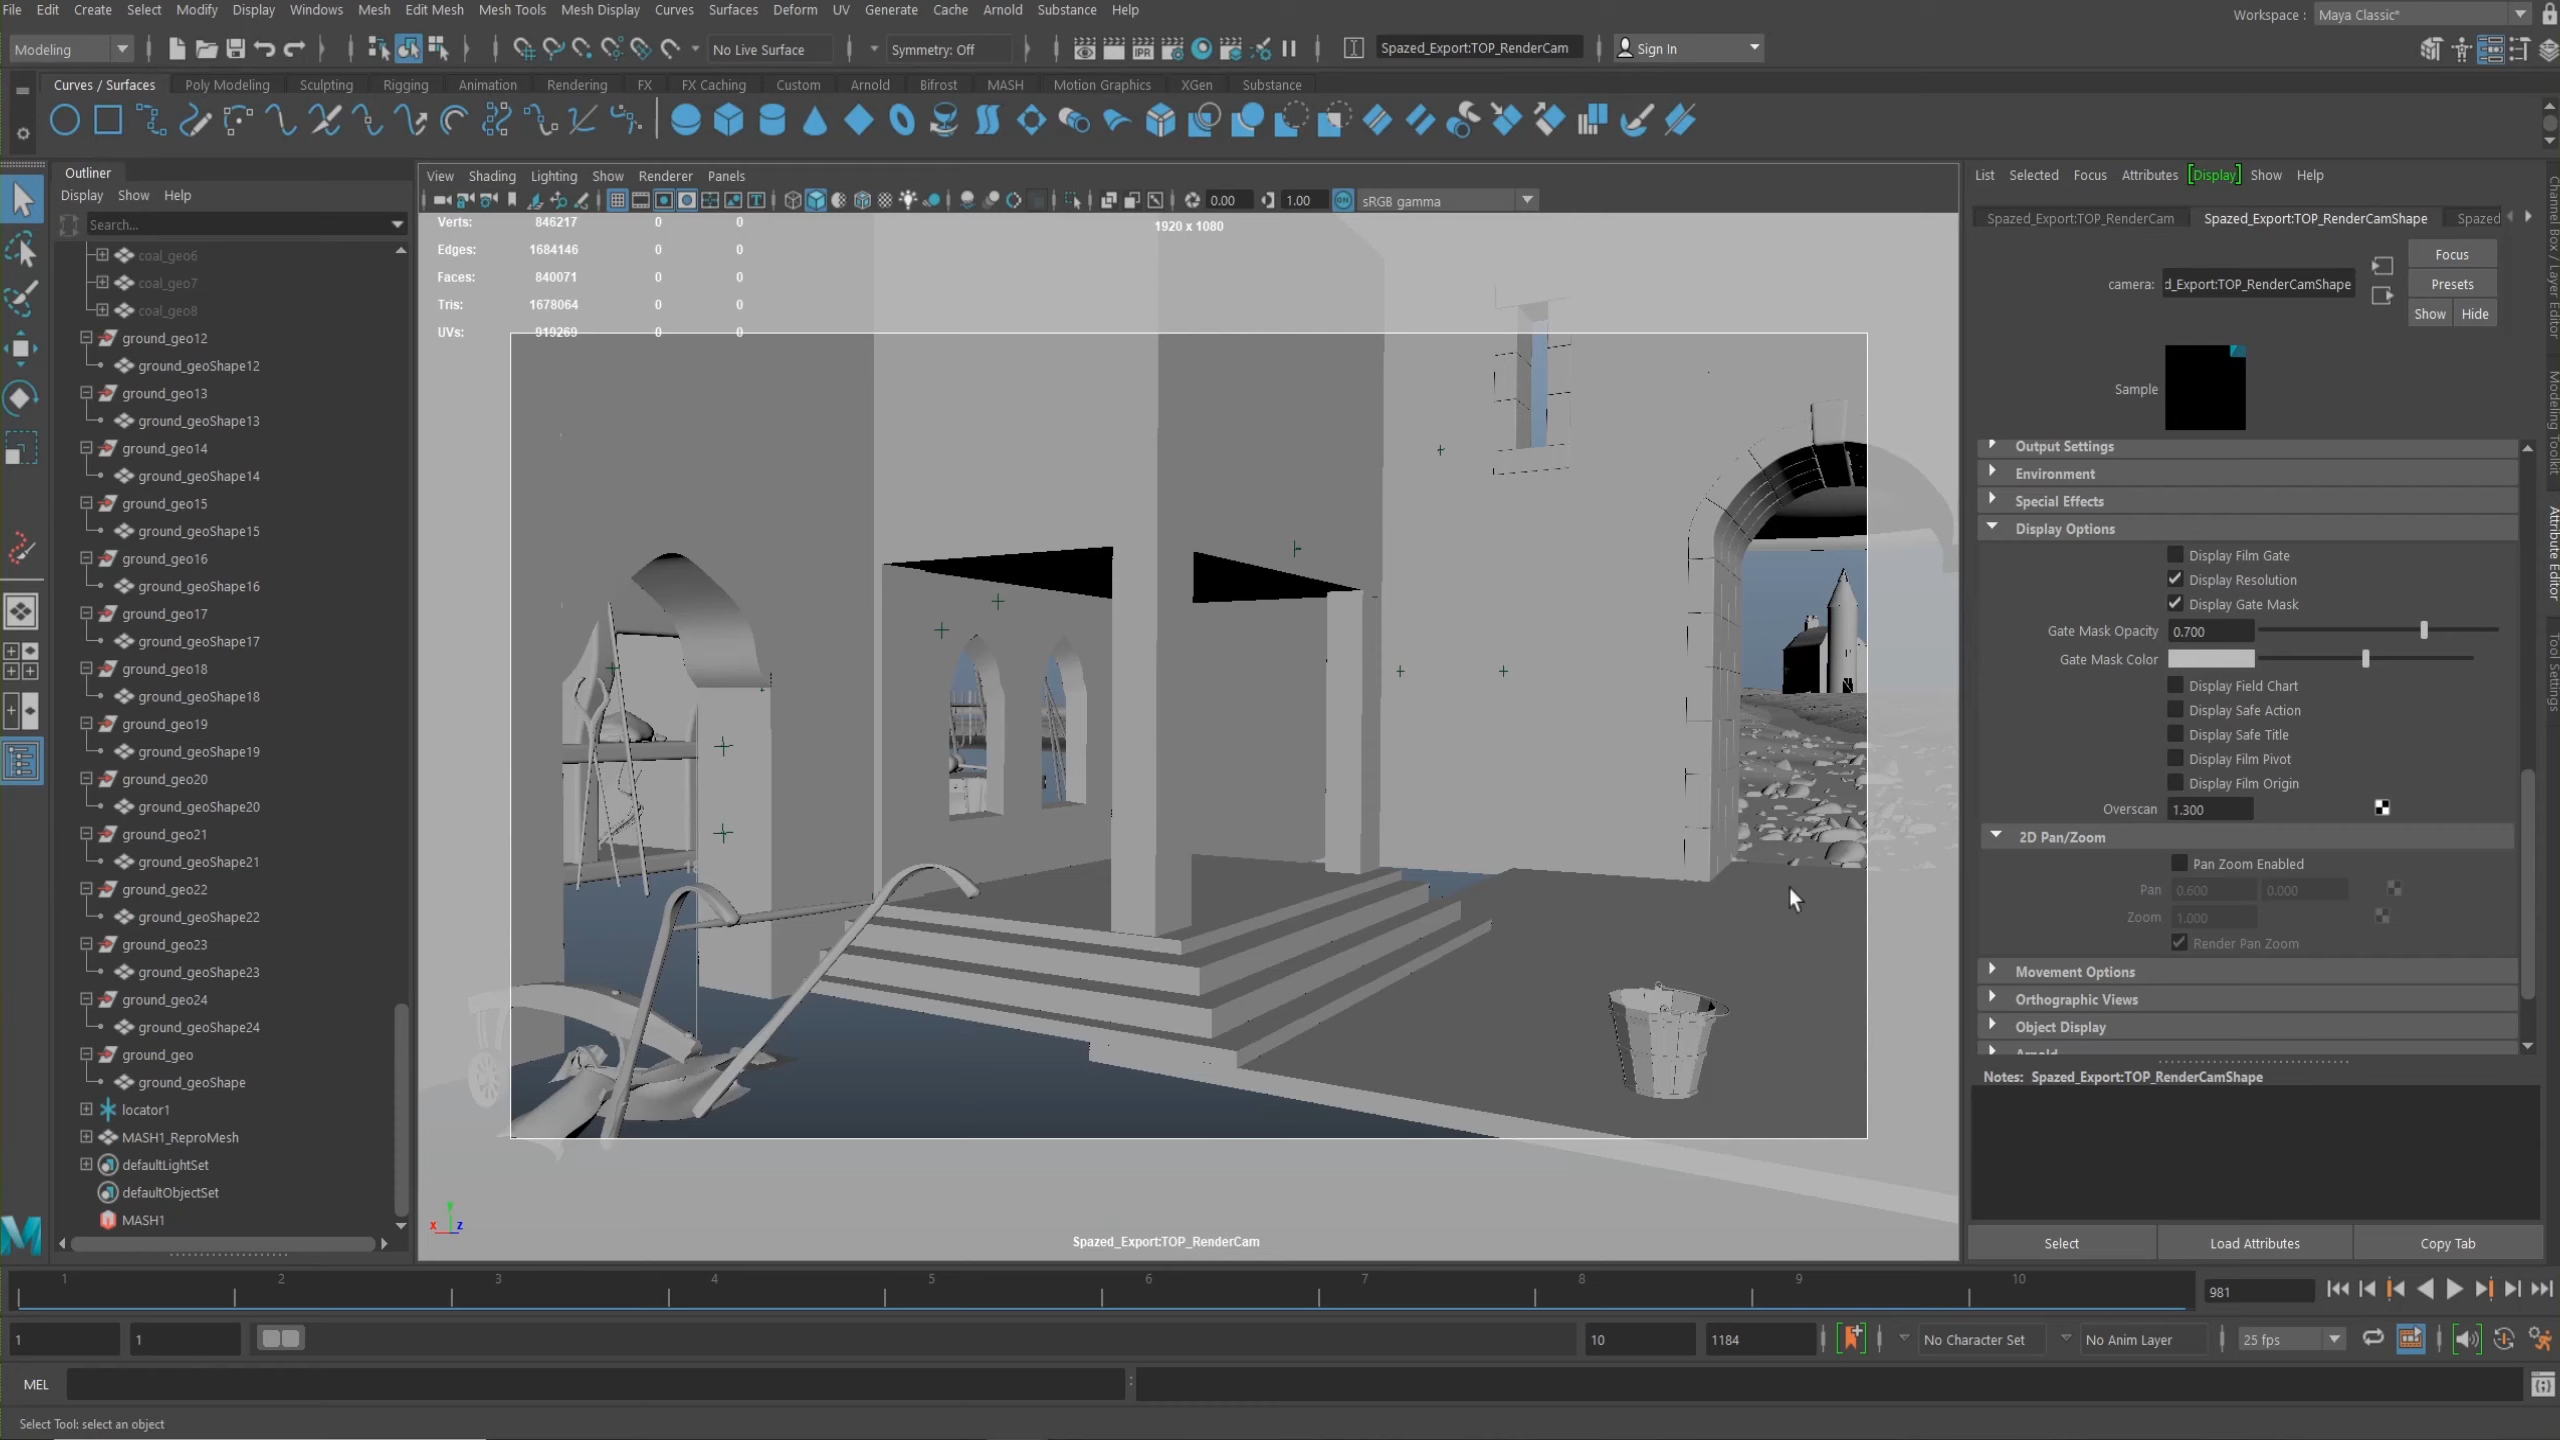 File Edit Create Select Modify Display Windows Mesh Edit Mesh Mesh Tools Mesh Display Curves Surfaces Deform UV Generate Cache Arnold Substance Help
Workspace : Maya Classic*
Modeling No Live Surface Symmetry: Off IPR Spazed_Export:TOP_RenderCam Sign In
Curves / Surfaces Poly Modeling Sculpting Rigging Animation Rendering FX FX Caching Custom Arnold Bifrost MASH Motion Graphics XGen Substance
Outliner
Display Show Help
Search...
coal_geo6
coal_geo7
coal_geo8
ground_geo12
ground_geoShape12
ground_geo13
ground_geoShape13
ground_geo14
ground_geoShape14
ground_geo15
ground_geoShape15
ground_geo16
ground_geoShape16
ground_geo17
ground_geoShape17
ground_geo18
ground_geoShape18
ground_geo19
ground_geoShape19
ground_geo20
ground_geoShape20
ground_geo21
ground_geoShape21
ground_geo22
ground_geoShape22
ground_geo23
ground_geoShape23
ground_geo24
ground_geoShape24
ground_geo
ground_geoShape
locator1
MASH1_ReproMesh
defaultLightSet
defaultObjectSet
MASH1
View Shading Lighting Show Renderer Panels
0.00 1.00 sRGB gamma
Verts: 846217 0 0
Edges: 1684146 0 0
Faces: 840071 0 0
Tris: 1678064 0 0
UVs: 919269 0 0
1920 x 1080
y
x z
Spazed_Export:TOP_RenderCam
List Selected Focus Attributes Display Show Help
Spazed_Export:TOP_RenderCam Spazed_Export:TOP_RenderCamShape Spazed
camera: d_Export:TOP_RenderCamShape
Focus
Presets
Show Hide
Sample
Output Settings
Environment
Special Effects
Display Options
Display Film Gate
Display Resolution
Display Gate Mask
Gate Mask Opacity 0.700
Gate Mask Color
Display Field Chart
Display Safe Action
Display Safe Title
Display Film Pivot
Display Film Origin
Overscan 1.300
2D Pan/Zoom
Pan Zoom Enabled
Pan 0.600 0.000
Zoom 1.000
Render Pan Zoom
Movement Options
Orthographic Views
Object Display
Arnold
Notes: Spazed_Export:TOP_RenderCamShape
Select Load Attributes Copy Tab
Channel Box / Layer Editor
Modeling Toolkit
Attribute Editor
Tool Settings
1 2 3 4 5 6 7 8 9 10
981
1 1 10 1184 No Character Set No Anim Layer 25 fps
MEL
Select Tool: select an object